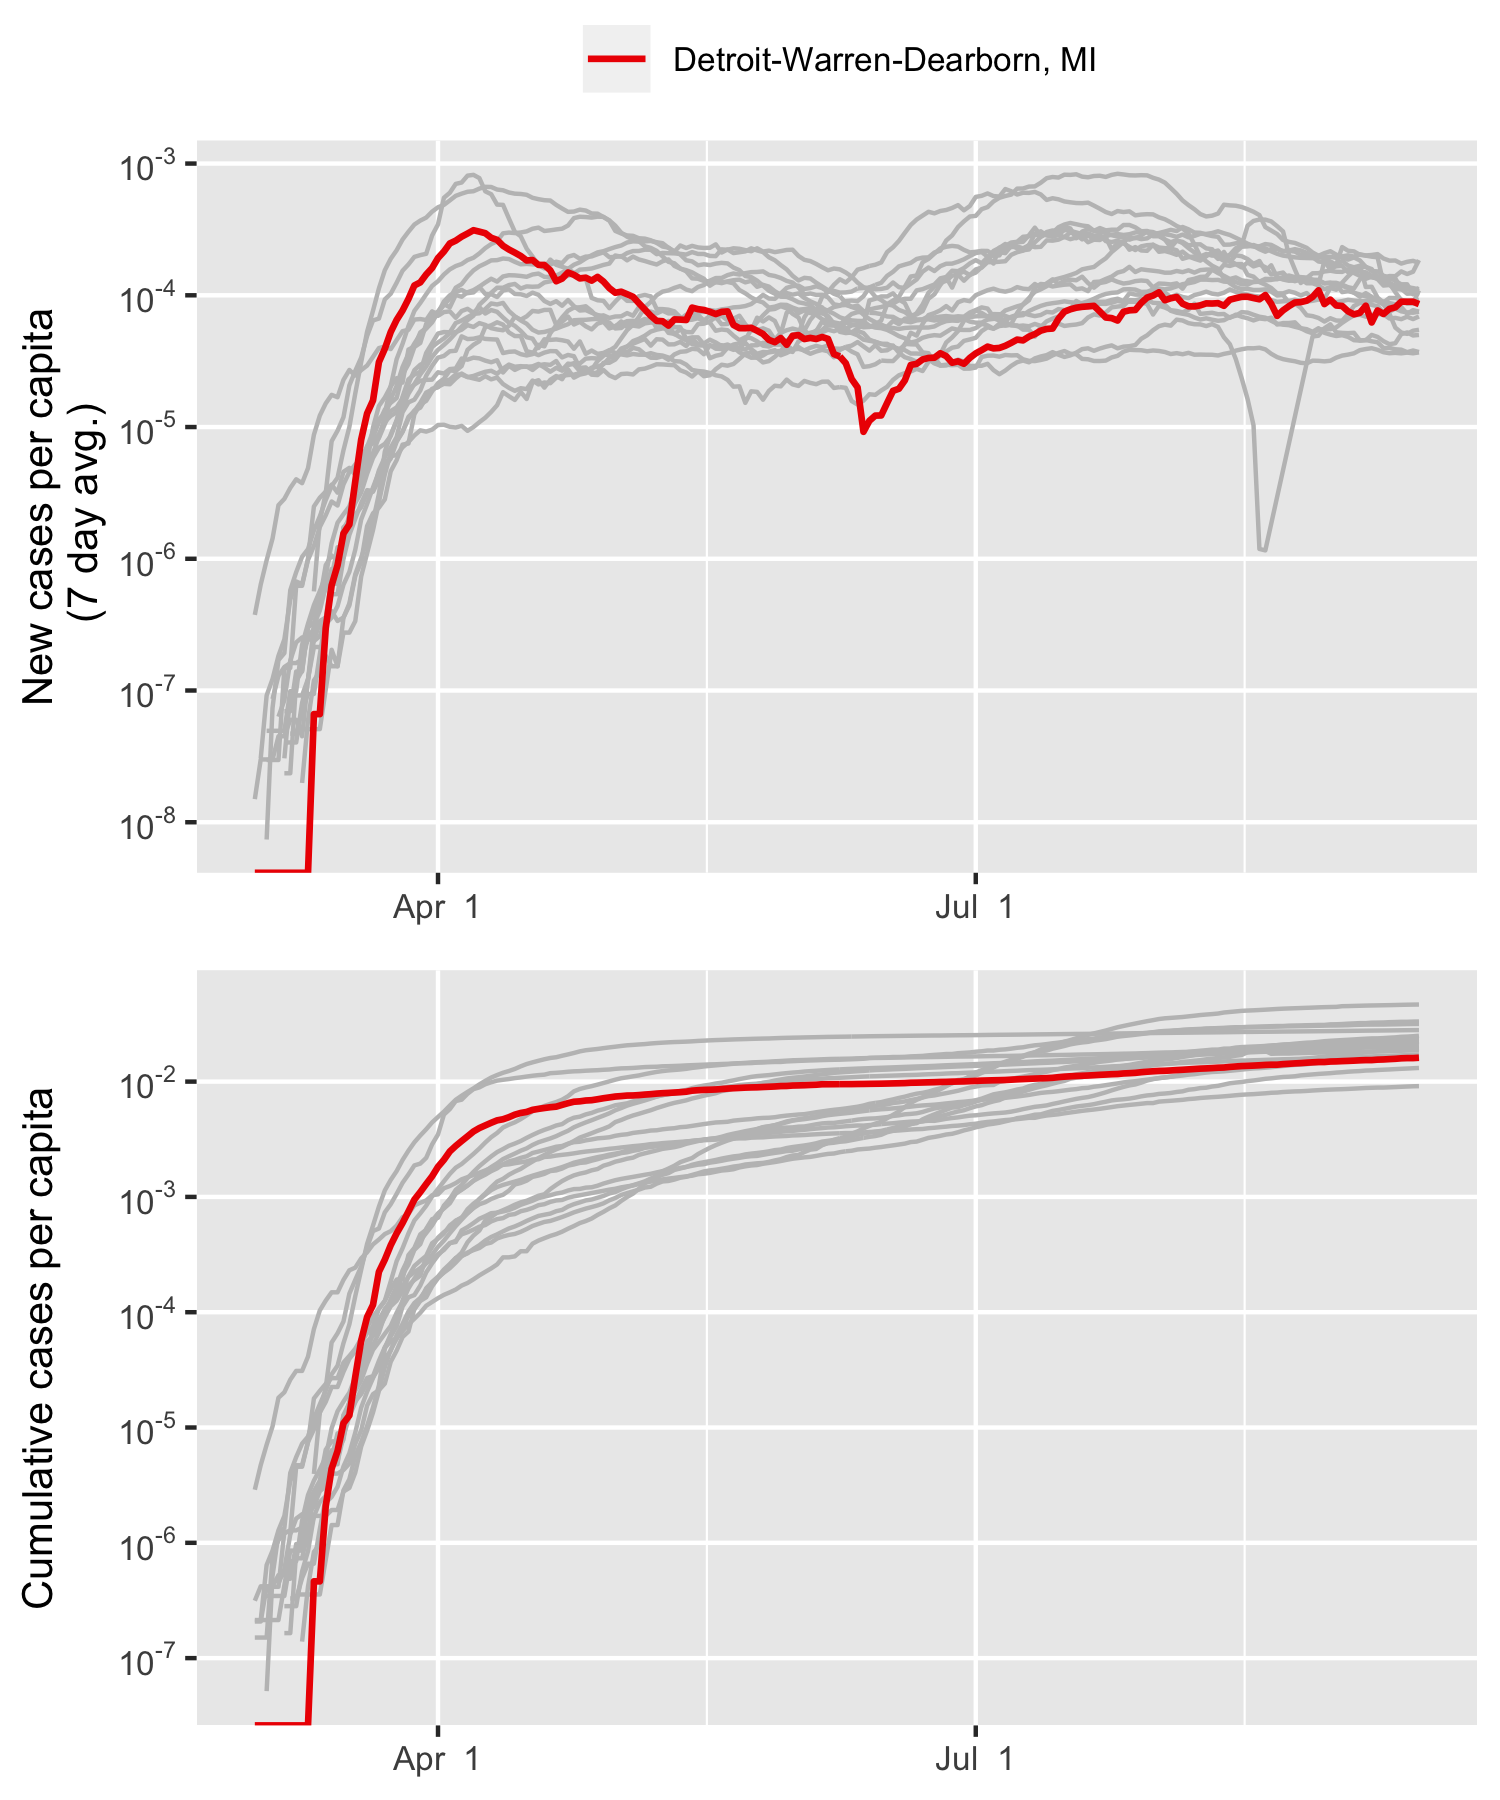 Detroit-Warren-Dearborn, MI
New cases per capita
(7 day avg.)
10-3
10-4
10-5
10-6
10-7
10-8
Apr 1
Jul 1
Cumulative cases per capita
10-2
10-3
10-4
10-5
10-6
10-7
Apr 1
Jul 1